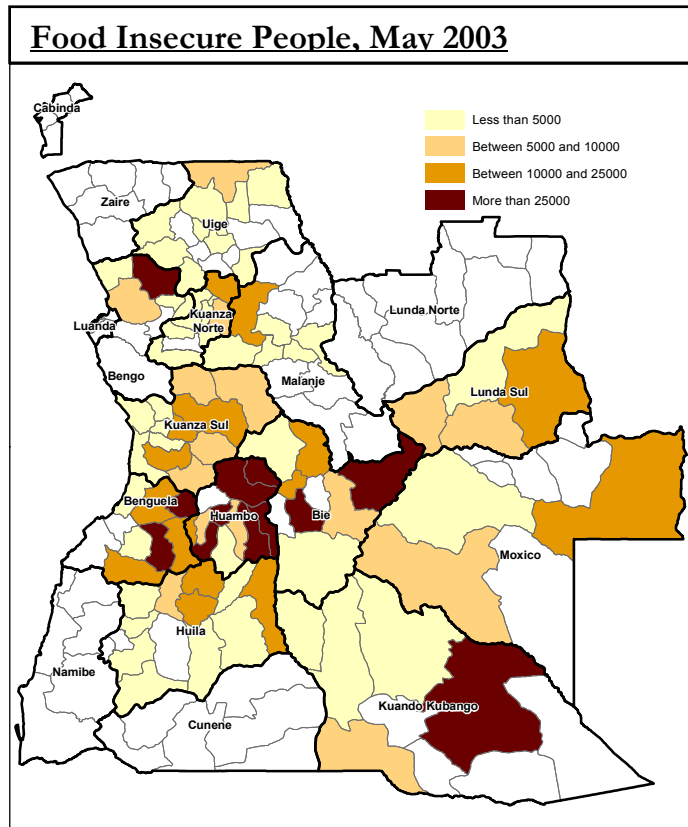 Food Insecure People, May 2003
Cabinda
Less than 5000
Between 5000 and 10000
Between 10000 and 25000
More than 25000
Zaire
Uige
Luanda
Kuanza
Norte
Lunda Norte
Bengo
Malanje
Lunda Sul
Kuanza Sul
Benguela
Huambo
Bie
Moxico
Huila
Namibe
Kuando Kubango
Cunene